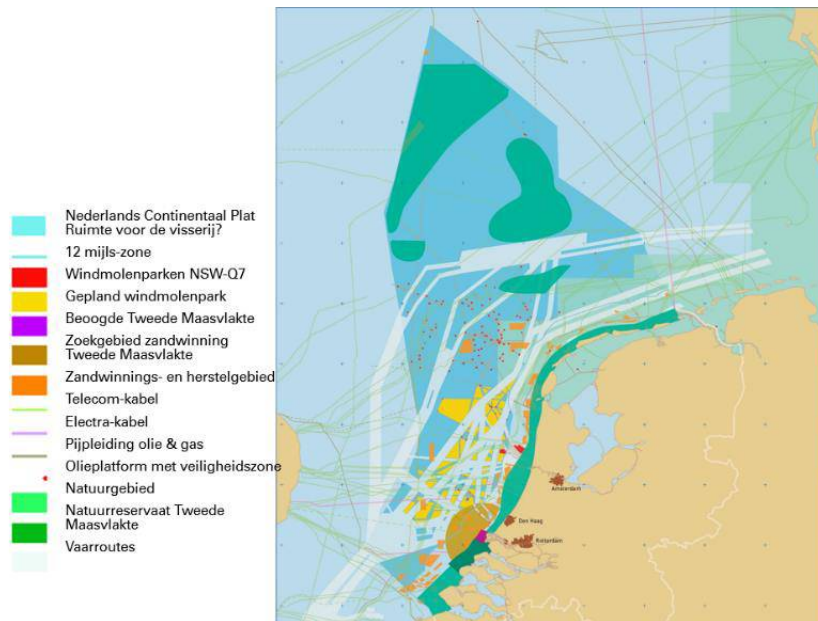 Nederlands Continentaal Plat
Ruimte voor de visserij?
12 mijls-zone
Windmolenparken NSW-Q7
Gepland windmolenpark
Beoogde Tweede Maasvlakte
Zoekgebied zandwinning
Tweede Maasvlakte
Zandwinnings- en herstelgebied
Telecom-kabel
Electra-kabel
Pijpleiding olie & gas
Olieplatform met veiligheidszone
Natuurgebied
Natuurreservaat Tweede
Maasvlakte
Vaarroutes
Amsterdam
Den Haag
Rotterdam